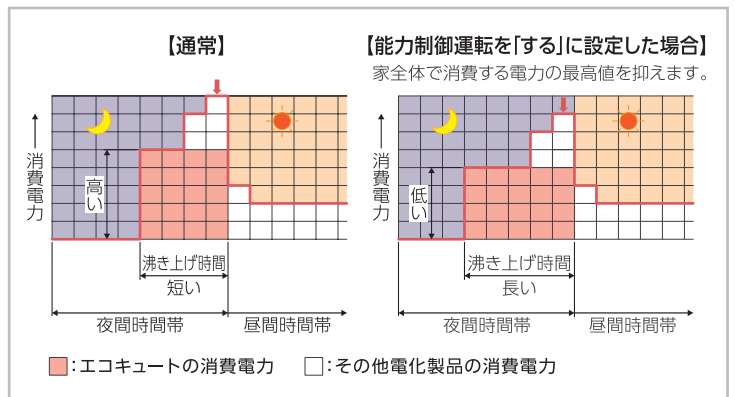 【通常】
【能力制御運転を「する」に設定した場合】
家全体で消費する電力の最高値を抑えます。
消費電力
高い
沸き上げ時間
短い
夜間時間帯
昼間時間帯
消費電力
低い
沸き上げ時間
長い
夜間時間帯
昼間時間帯
：エコキュートの消費電力
：その他電化製品の消費電力